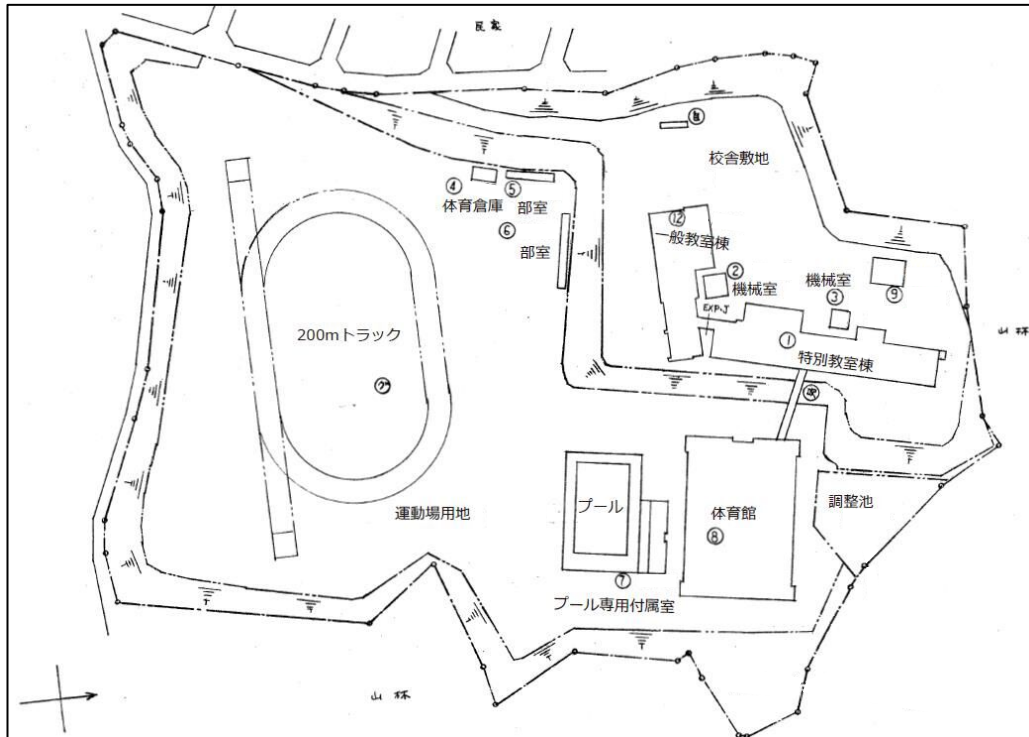 民家
校舎敷地
④
⑤
体育倉庫
部室
⑥
部室
⑫
一般教室棟
②
機械室
機械室
③
⑨
EXP.J
①
特別教室棟
山林
200mトラック
運動場用地
プール
体育館
⑧
調整池
⑦
プール専用付属室
山林